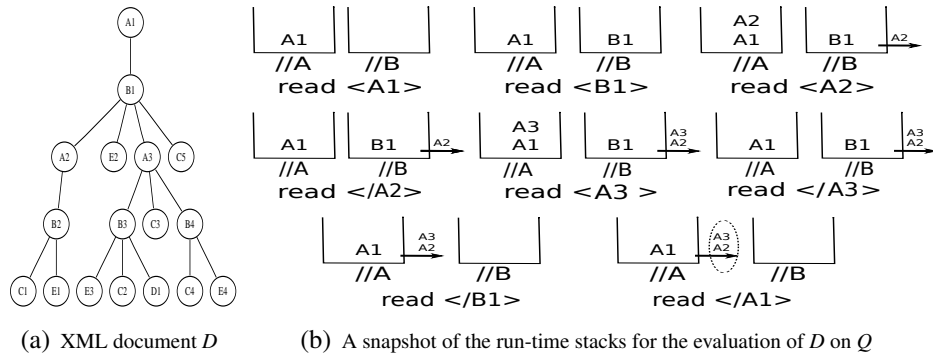 A1
B1
A2 E2 A3 C5
B2 B3 C3 B4
C1 E1 E3 C2 D1 C4 E4
(a) XML document D
A1
//A //B
read <A1>
A1 B1
//A //B
read <B1>
A2
A1 B1 A2
//A //B
read <A2>
A1 B1 A2
//A //B
read </A2>
A3 A3
A1 B1 A2
//A //B
read <A3 >
A3
A1 B1 A2
//A //B
read </A3>
A3
A1 A2
//A //B
read </B1>
A3
A1 A2
//A //B
read </A1>
(b) A snapshot of the run-time stacks for the evaluation of D on Q